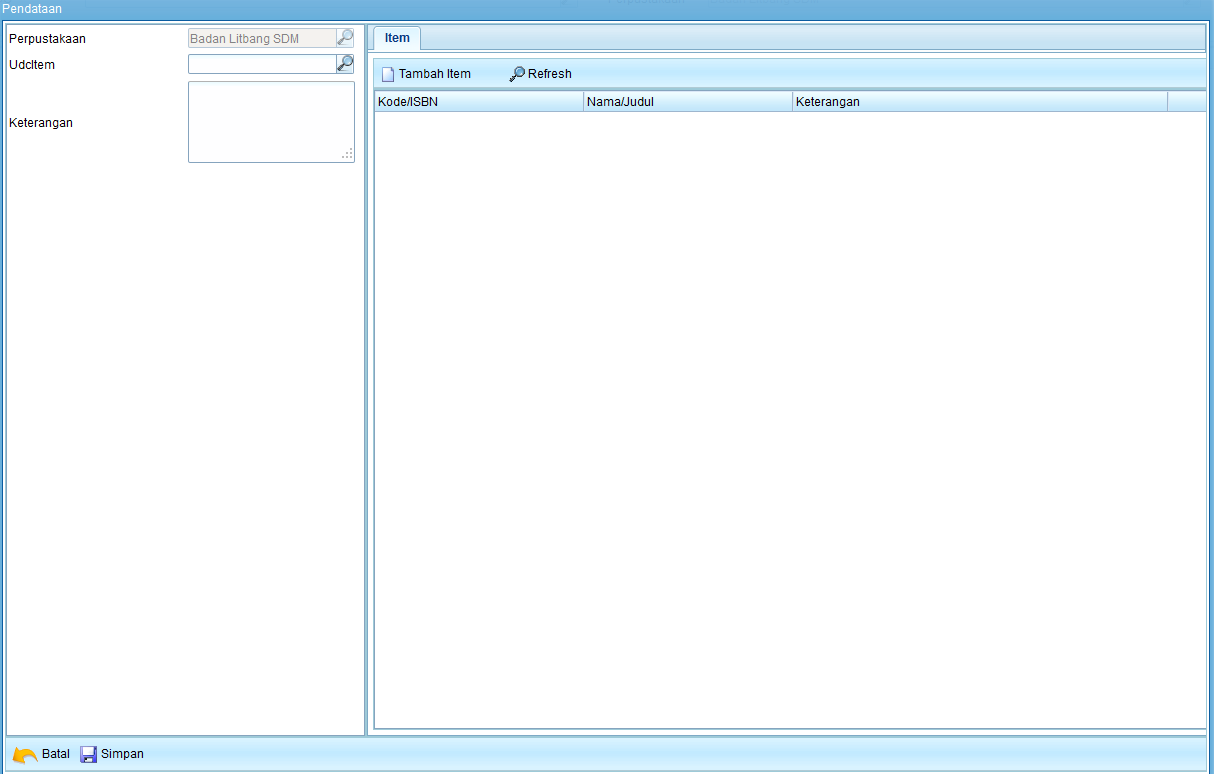 Pendataan
Perpustakaan
Badan Litbang SDM
UdcItem
Keterangan
Item
Tambah Item
Refresh
Kode/ISBN
Nama/Judul
Keterangan
Batal
Simpan